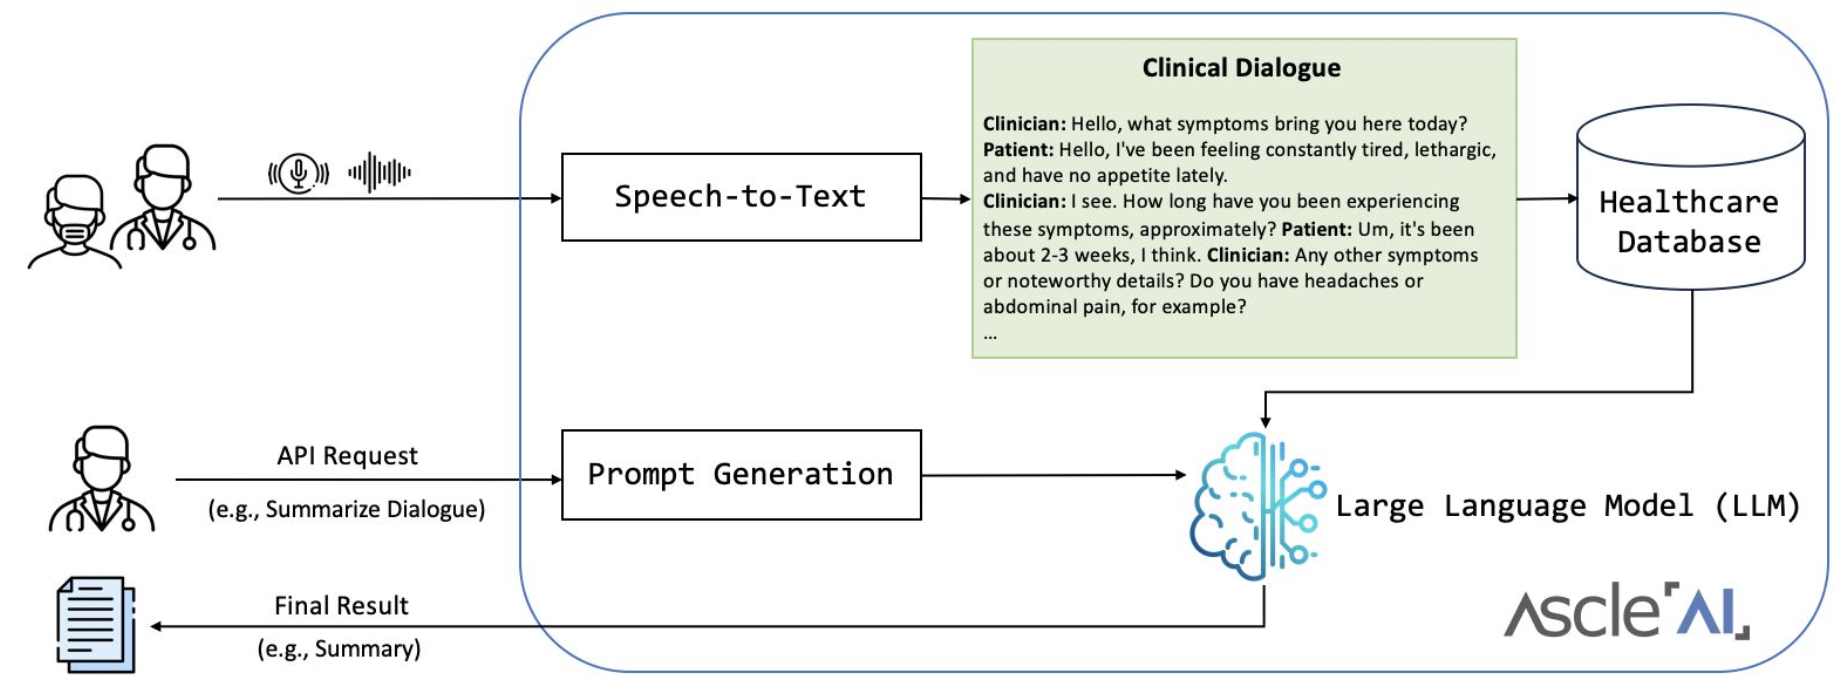 Clinical Dialogue
Clinician: Hello, what symptoms bring you here today?
Patient: Hello, I've been feeling constantly tired, lethargic,
and have no appetite lately.
Clinician: I see. How long have you been experiencing
these symptoms, approximately? Patient: Um, it's been
about 2-3 weeks, I think. Clinician: Any other symptoms
or noteworthy details? Do you have headaches or
abdominal pain, for example?
...
Speech-to-Text
Healthcare
Database
API Request
(e.g., Summarize Dialogue)
Prompt Generation
Large Language Model (LLM)
Final Result
(e.g., Summary)
Ascle AI